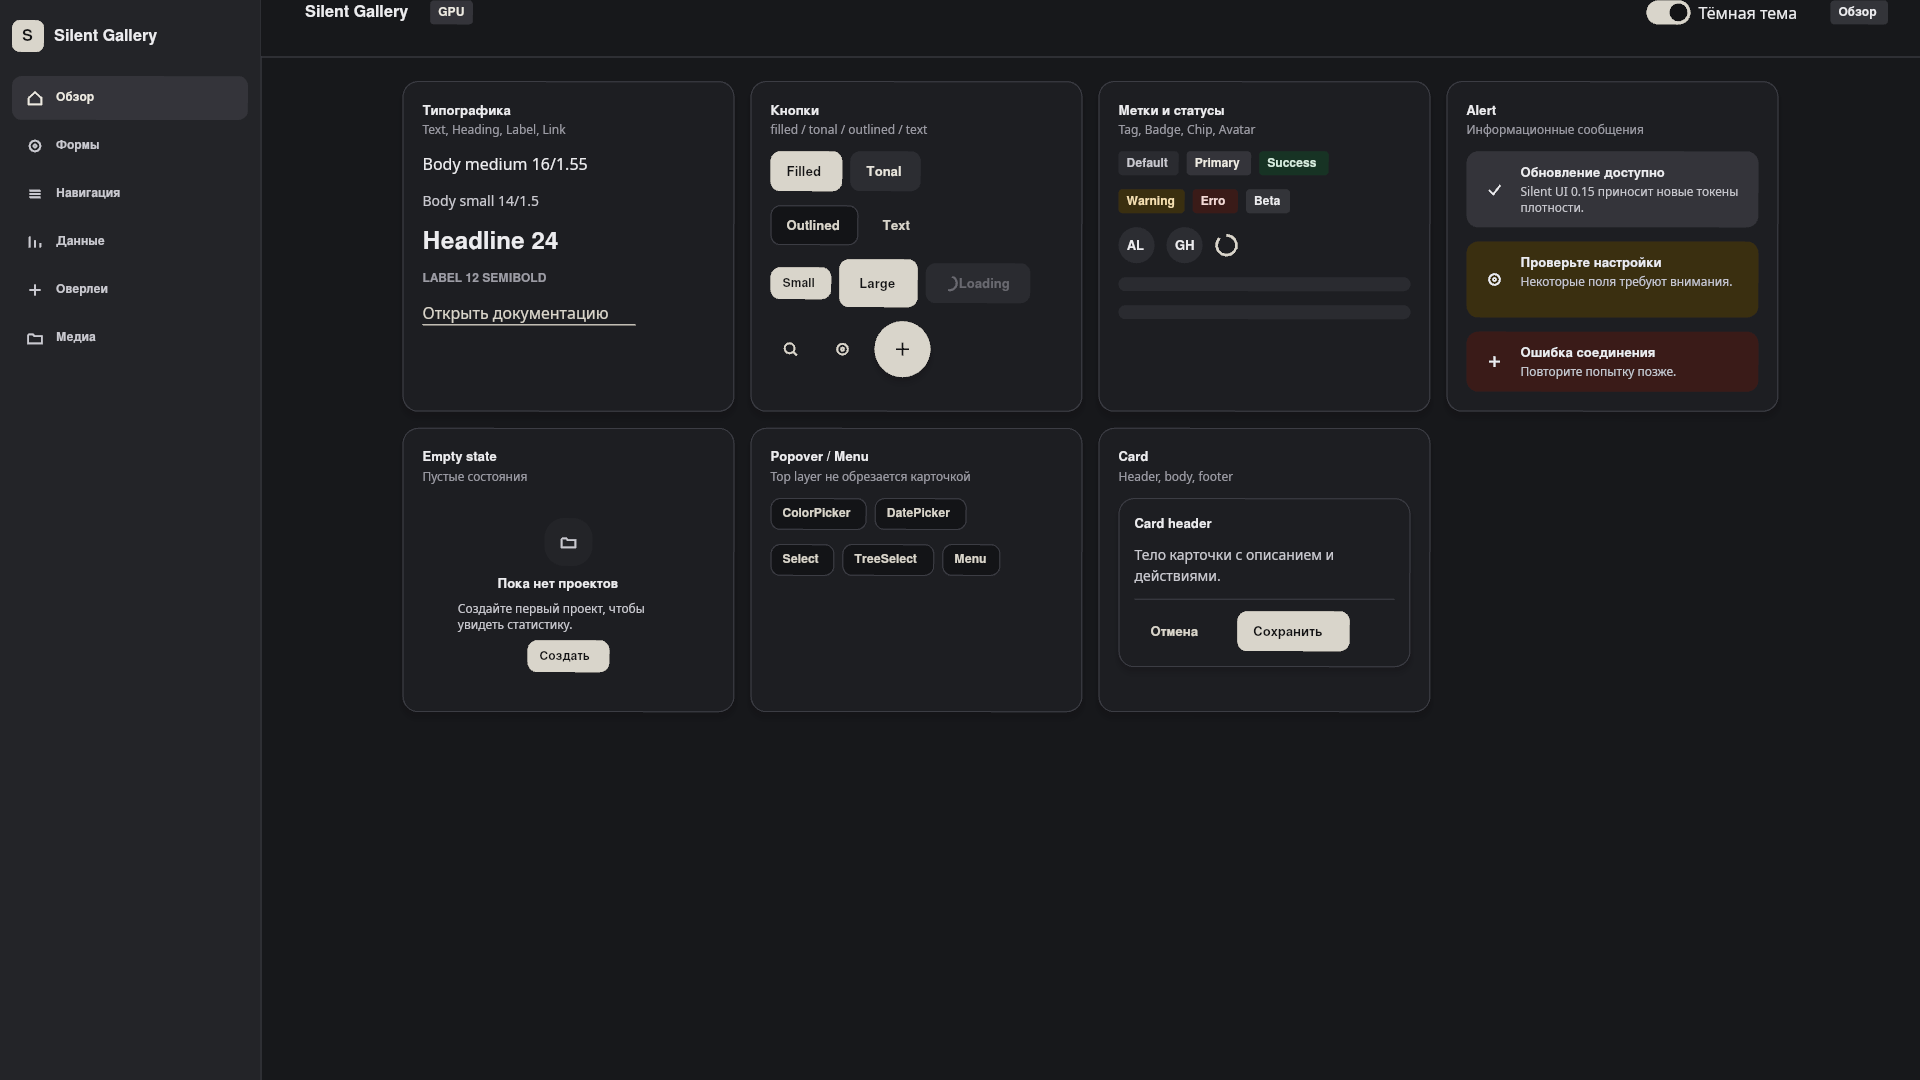 S
Silent Gallery
Обзор
Формы
Навигация
Данные
Оверлеи
Медиа
Silent Gallery
GPU
Тёмная тема
Обзор
Типографика
Text, Heading, Label, Link
Body medium 16/1.55
Body small 14/1.5
Headline 24
LABEL 12 SEMIBOLD
Открыть документацию
Кнопки
filled / tonal / outlined / text
Filled
Tonal
Outlined
Text
Small
Large
Loading
Метки и статусы
Tag, Badge, Chip, Avatar
Default
Primary
Success
Warning
Erro
Beta
AL
GH
Alert
Информационные сообщения
Обновление доступно
Silent UI 0.15 приносит новые токены
плотности.
Проверьте настройки
Некоторые поля требуют внимания.
Ошибка соединения
Повторите попытку позже.
Empty state
Пустые состояния
Пока нет проектов
Создайте первый проект, чтобы
увидеть статистику.
Создать
Popover / Menu
Top layer не обрезается карточкой
ColorPicker
DatePicker
Select
TreeSelect
Menu
Card
Header, body, footer
Card header
Тело карточки с описанием и
действиями.
Отмена
Сохранить